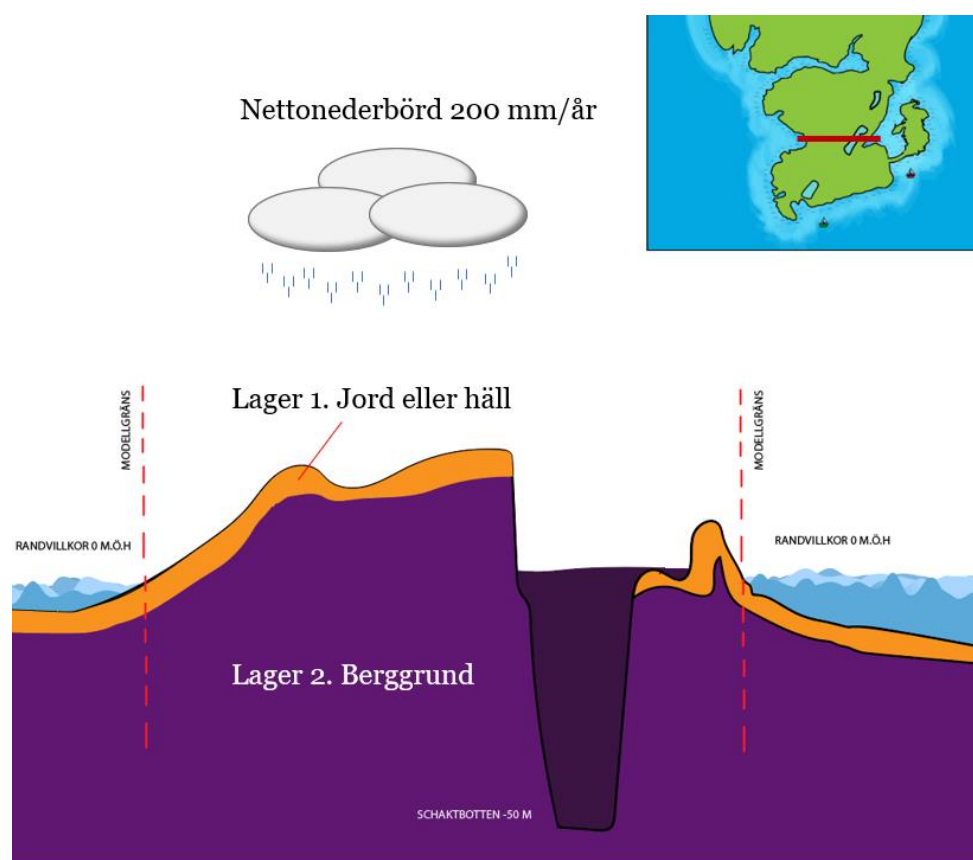 Nettonederbörd 200 mm/år
Lager 1. Jord eller häll
MODELLGRÄNS
MODELLGRÄNS
RANDVILLKOR 0 M.Ö.H
RANDVILLKOR 0 M.Ö.H
Lager 2. Berggrund
SCHAKTBOTTEN -50 M